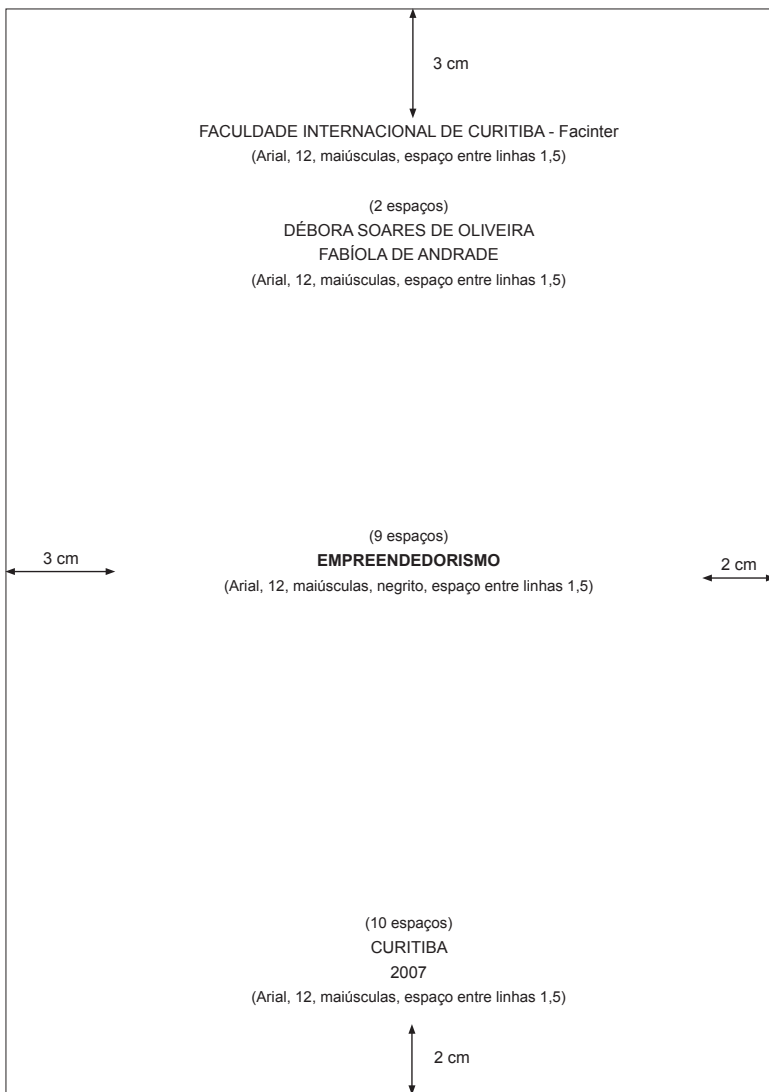 3 cm
FACULDADE INTERNACIONAL DE CURITIBA - Facinter
(Arial, 12, maiúsculas, espaço entre linhas 1,5)
(2 espaços)
DÉBORA SOARES DE OLIVEIRA
FABÍOLA DE ANDRADE
(Arial, 12, maiúsculas, espaço entre linhas 1,5)
(9 espaços)
3 cm
EMPREENDEDORISMO
2 cm
(Arial, 12, maiúsculas, negrito, espaço entre linhas 1,5)
(10 espaços)
CURITIBA
2007
(Arial, 12, maiúsculas, espaço entre linhas 1,5)
2 cm